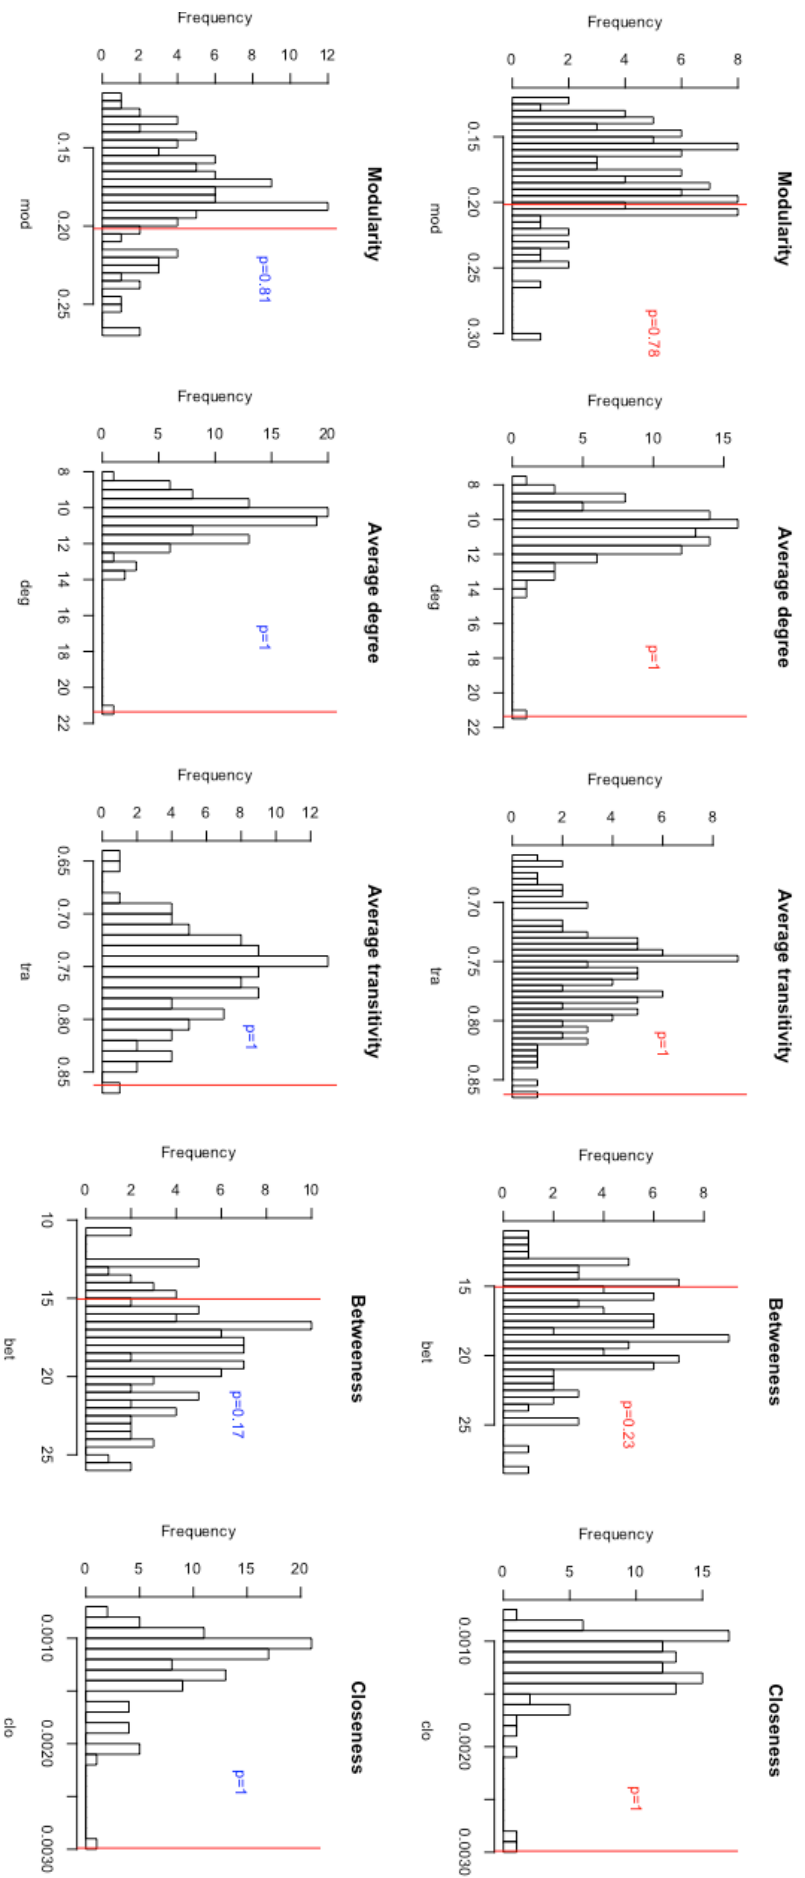 Modularity
Frequency
0 2 4 6 8
p=0.78
0.15 0.20 0.25 0.30
mod
Average degree
Frequency
0 5 10 15
p=1
8 10 12 14 16 18 20 22
deg
Average transitivity
Frequency
0 2 4 6 8
p=1
0.70 0.75 0.80 0.85
tra
Betweeness
Frequency
0 2 4 6 8
p=0.23
15 20 25
bet
Closeness
Frequency
0 5 10 15
p=1
0.0010 0.0020 0.0030
clo
Modularity
Frequency
0 2 4 6 8 10 12
p=0.81
0.15 0.20 0.25
mod
Average degree
Frequency
0 5 10 15 20
p=1
8 10 12 14 16 18 20 22
deg
Average transitivity
Frequency
0 2 4 6 8 10 12
p=1
0.65 0.70 0.75 0.80 0.85
tra
Betweeness
Frequency
0 2 4 6 8 10
p=0.17
10 15 20 25
bet
Closeness
Frequency
0 5 10 15 20
p=1
0.0010 0.0020 0.0030
clo